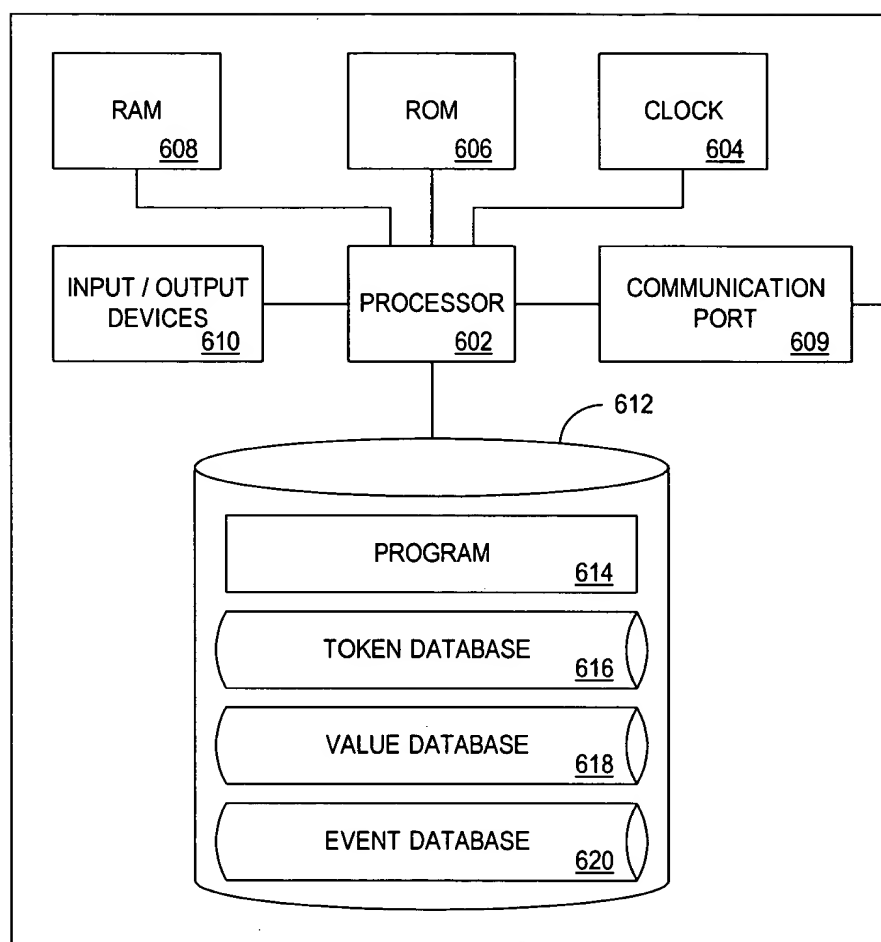 RAM
608
ROM
606
CLOCK
604
INPUT / OUTPUT
DEVICES
610
PROCESSOR
602
COMMUNICATION
PORT
609
612
PROGRAM
614
TOKEN DATABASE
616
VALUE DATABASE
618
EVENT DATABASE
620